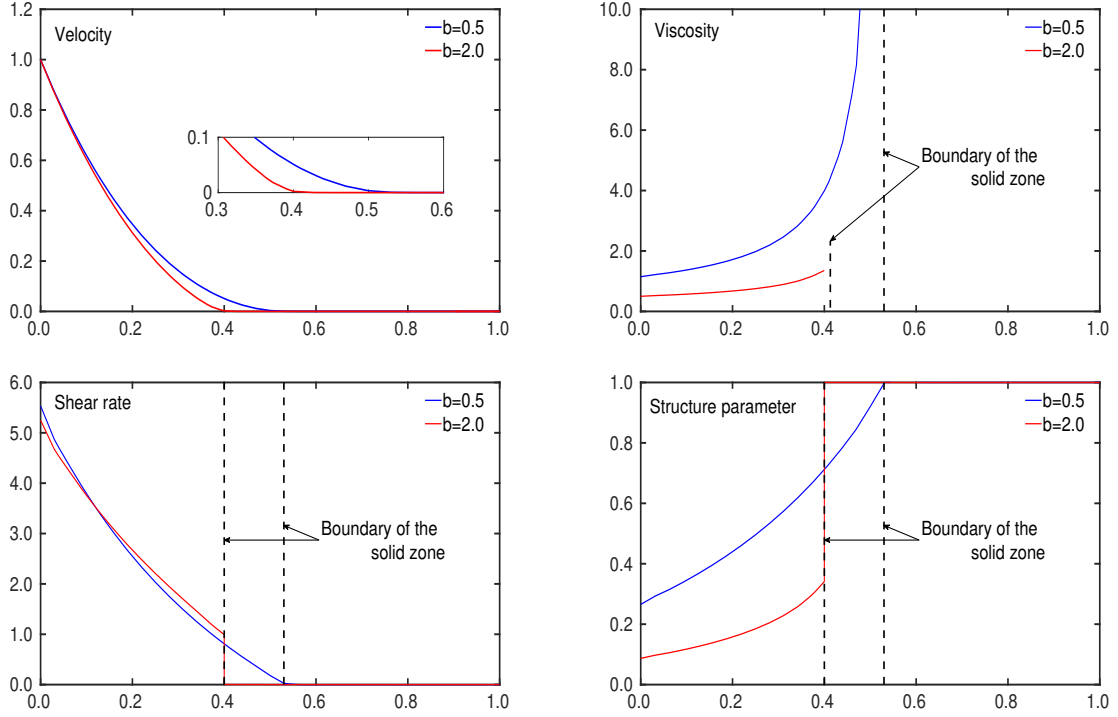 Velocity
b=0.5
b=2.0
1.2
1.0
0.8
0.6
0.4
0.2
0.0
0.1
0
0.3 0.4 0.5 0.6
0.0 0.2 0.4 0.6 0.8 1.0
Viscosity
b=0.5
b=2.0
10.0
8.0
6.0
4.0
2.0
0.0
Boundary of the
solid zone
0.0 0.2 0.4 0.6 0.8 1.0
Shear rate
b=0.5
b=2.0
6.0
5.0
4.0
3.0
2.0
1.0
0.0
Boundary of the
solid zone
0.0 0.2 0.4 0.6 0.8 1.0
Structure parameter
b=0.5
b=2.0
1.0
0.8
0.6
0.4
0.2
0.0
Boundary of the
solid zone
0.0 0.2 0.4 0.6 0.8 1.0